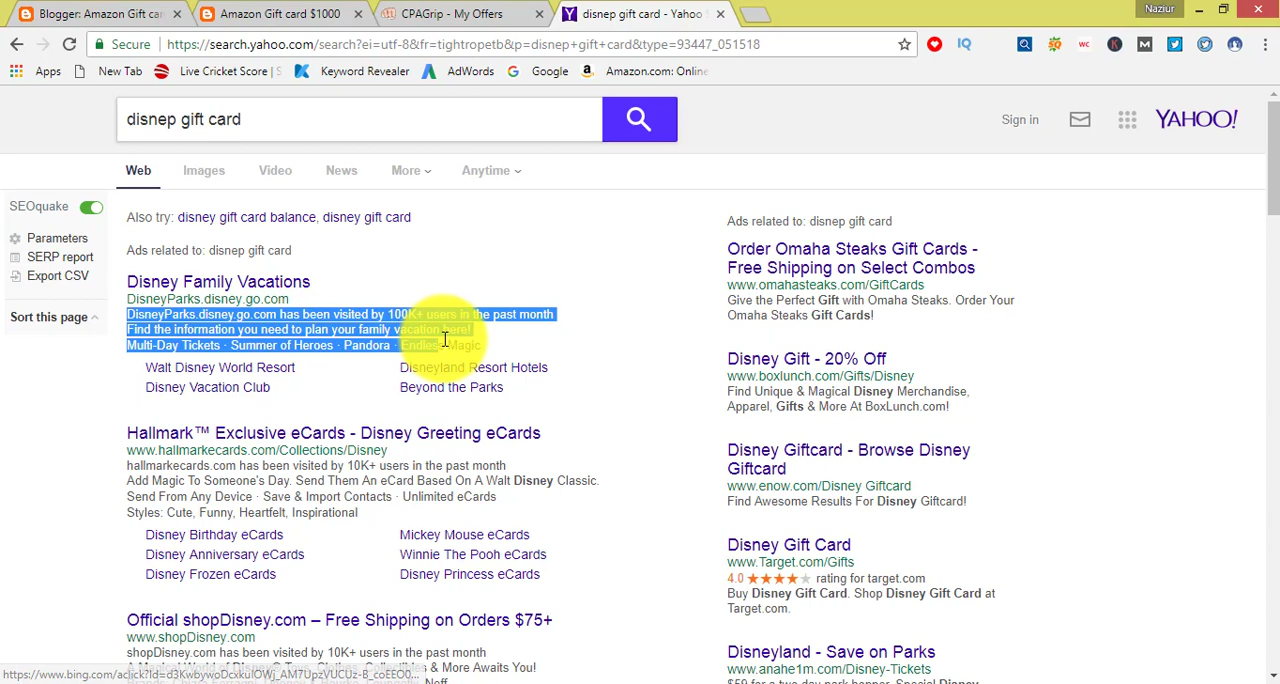 Blogger: Amazon Gift car
Amazon Gift card $1000
CPAGrip - My Offers
disnep gift card - Yahoo
Naziur
Secure
https://search.yahoo.com/search?ei=utf-8&fr=tightropetb&p=disnep+gift+card&type=93447_051518
Apps
New Tab
Live Cricket Score | S
Keyword Revealer
AdWords
Google
Amazon.com: Onlin
disnep gift card
Sign in
YAHOO!
Web
Images
Video
News
More
Anytime
SEOquake
Parameters
SERP report
Export CSV
Sort this page
Also try: disney gift card balance, disney gift card
Ads related to: disnep gift card
Disney Family Vacations
DisneyParks.disney.go.com
DisneyParks.disney.go.com has been visited by 100K+ users in the past month
Find the information you need to plan your family vacation here!
Multi-Day Tickets · Summer of Heroes · Pandora · Endless Magic
Walt Disney World Resort
Disneyland Resort Hotels
Disney Vacation Club
Beyond the Parks
Hallmark™ Exclusive eCards - Disney Greeting eCards
www.hallmarkecards.com/Collections/Disney
hallmarkecards.com has been visited by 10K+ users in the past month
Add Magic To Someone's Day. Send Them An eCard Based On A Walt Disney Classic.
Send From Any Device · Save & Import Contacts · Unlimited eCards
Styles: Cute, Funny, Heartfelt, Inspirational
Disney Birthday eCards
Mickey Mouse eCards
Disney Anniversary eCards
Winnie The Pooh eCards
Disney Frozen eCards
Disney Princess eCards
Official shopDisney.com – Free Shipping on Orders $75+
www.shopDisney.com
shopDisney.com has been visited by 10K+ users in the past month
& More Awaits You!
Ads related to: disnep gift card
Order Omaha Steaks Gift Cards -
Free Shipping on Select Combos
www.omahasteaks.com/GiftCards
Give the Perfect Gift with Omaha Steaks. Order Your
Omaha Steaks Gift Cards!
Disney Gift - 20% Off
www.boxlunch.com/Gifts/Disney
Find Unique & Magical Disney Merchandise,
Apparel, Gifts & More At BoxLunch.com!
Disney Giftcard - Browse Disney
Giftcard
www.enow.com/Disney Giftcard
Find Awesome Results For Disney Giftcard!
Disney Gift Card
www.Target.com/Gifts
4.0 ★★★★★ rating for target.com
Buy Disney Gift Card. Shop Disney Gift Card at
Target.com.
Disneyland - Save on Parks
www.anahe1m.com/Disney-Tickets